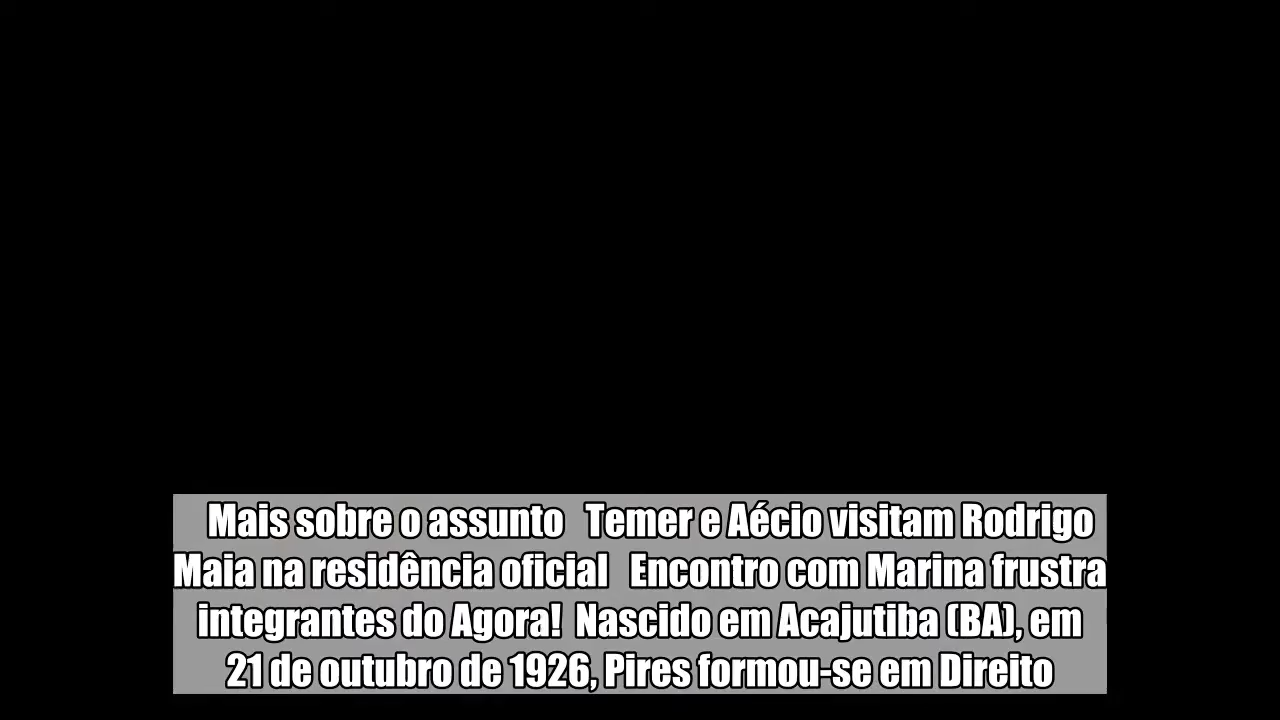 Mais sobre o assunto   Temer e Aécio visitam Rodrigo
Maia na residência oficial   Encontro com Marina frustra
integrantes do Agora!  Nascido em Acajutiba (BA), em
21 de outubro de 1926, Pires formou-se em Direito